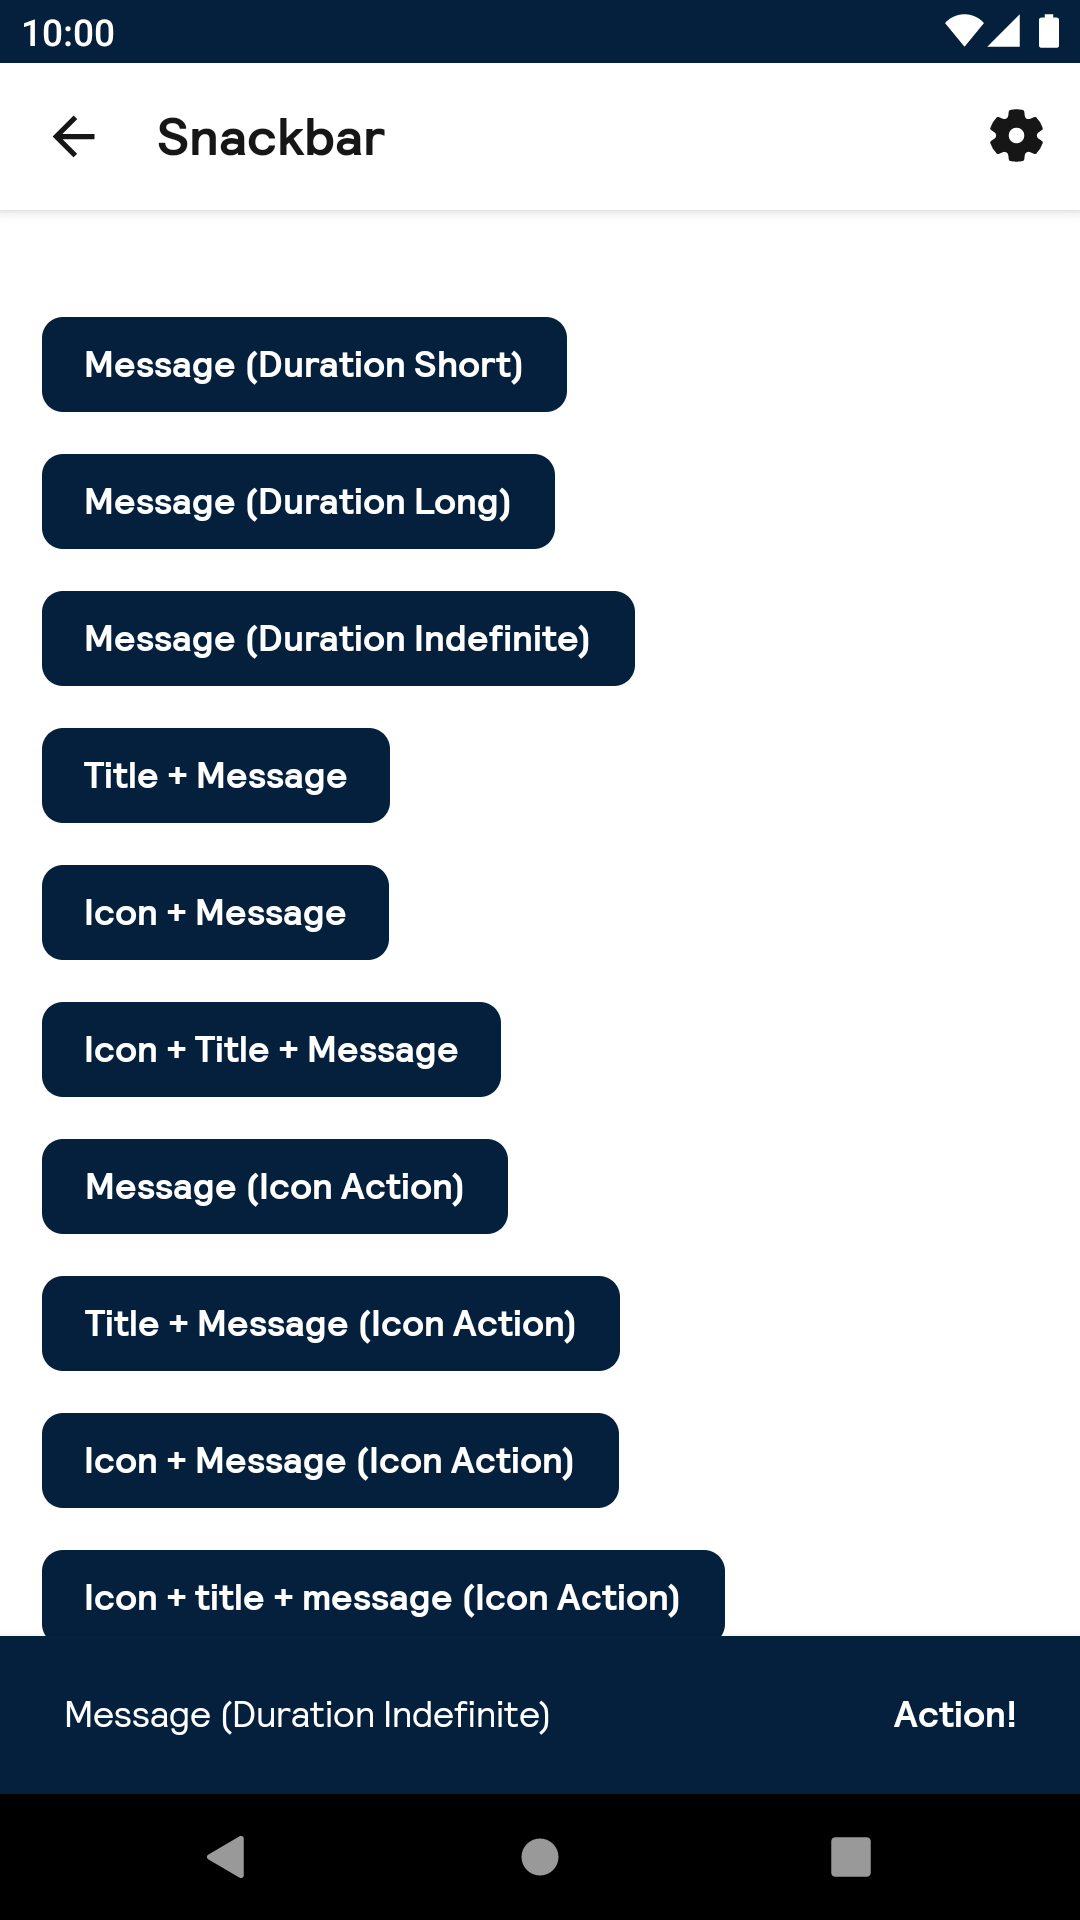 10:00
Snackbar
Message (Duration Short)
Message (Duration Long)
Message (Duration Indefinite)
Title + Message
Icon + Message
Icon + Title + Message
Message (Icon Action)
Title + Message (Icon Action)
Icon + Message (Icon Action)
Icon + title + message (Icon Action)
Message (Duration Indefinite) Action!